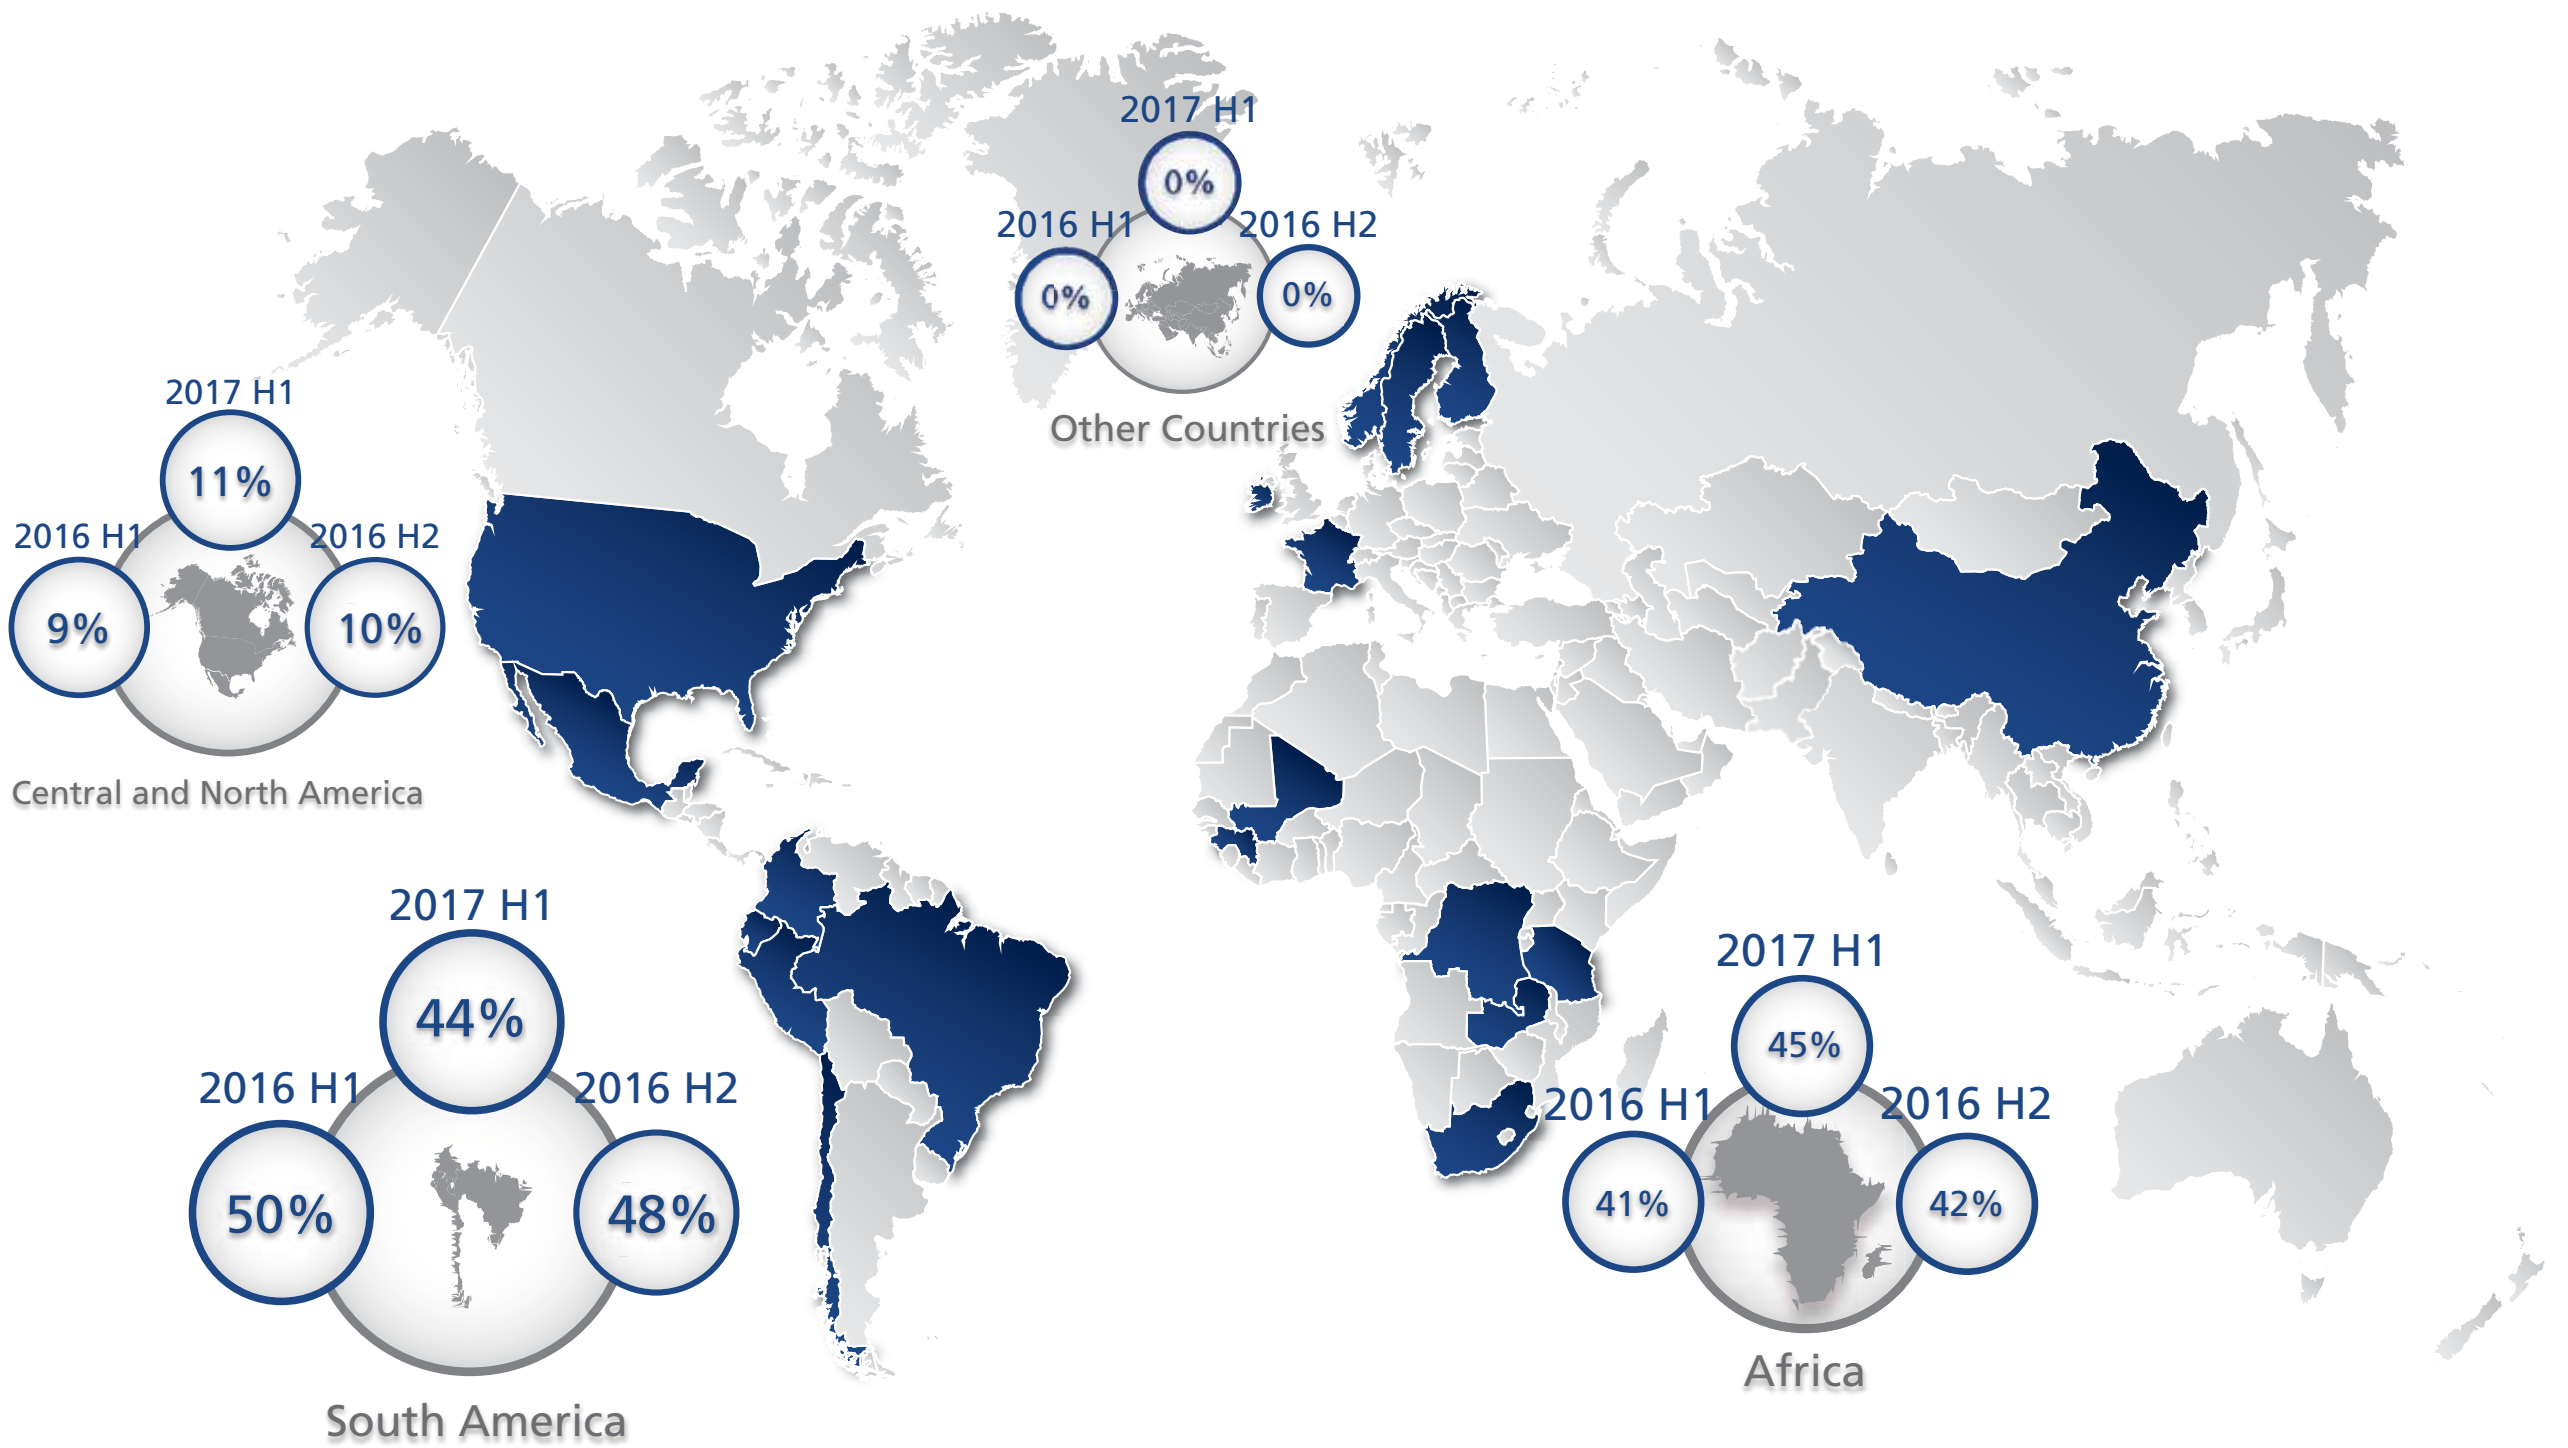 2017 H1
0%
2016 H1
2016 H2
0%
0%
Other Countries
2017 H1
11%
2016 H1
2016 H2
9%
10%
Central and North America
2017 H1
44%
2016 H1
2016 H2
50%
48%
South America
2017 H1
45%
2016 H1
2016 H2
41%
42%
Africa